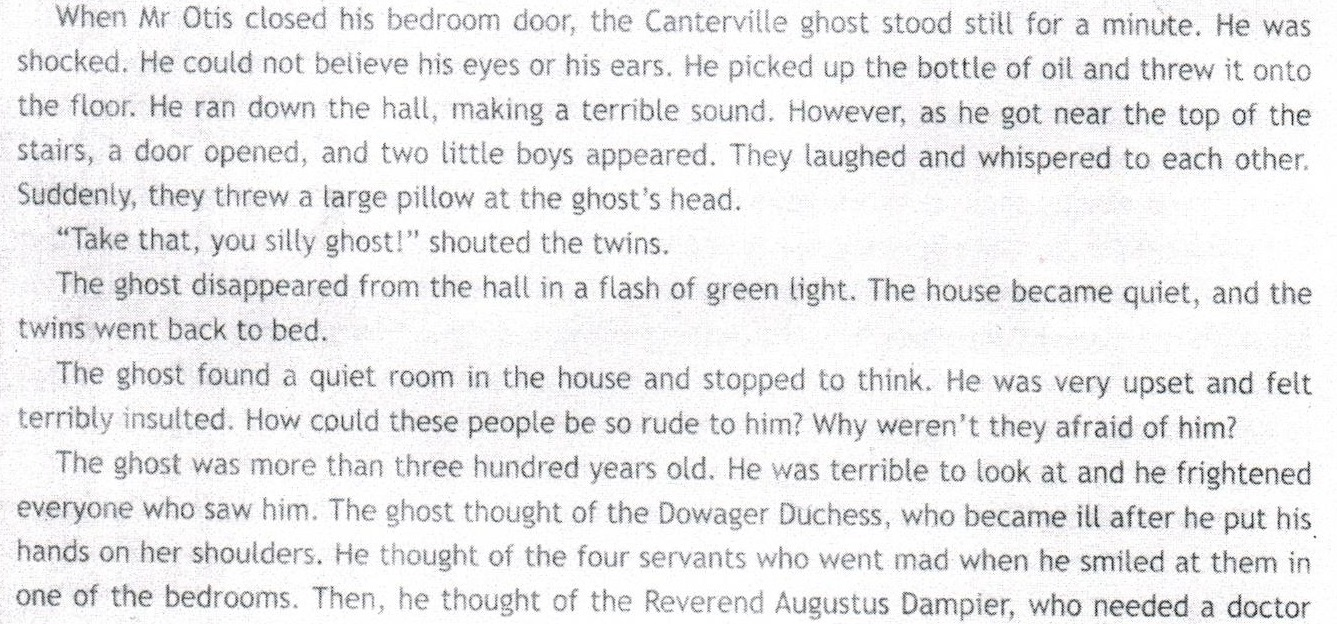 When Mr Otis closed his bedroom door, the Canterville ghost stood still for a minute. He was
shocked. He could not believe his eyes or his ears. He picked up the bottle of oil and threw it onto
the floor. He ran down the hall, making a terrible sound. However, as he got near the top of the
stairs, a door opened, and two little boys appeared. They laughed and whispered to each other.
Suddenly, they threw a large pillow at the ghost's head.
“Take that, you silly ghost!” shouted the twins.
The ghost disappeared from the hall in a flash of green light. The house became quiet, and the
twins went back to bed.
The ghost found a quiet room in the house and stopped to think. He was very upset and felt
terribly insulted. How could these people be so rude to him? Why weren't they afraid of him?
The ghost was more than three hundred years old. He was terrible to look at and he frightened
everyone who saw him. The ghost thought of the Dowager Duchess, who became ill after he put his
hands on her shoulders. He thought of the four servants who went mad when he smiled at them in
one of the bedrooms. Then, he thought of the Reverend Augustus Dampier, who needed a doctor